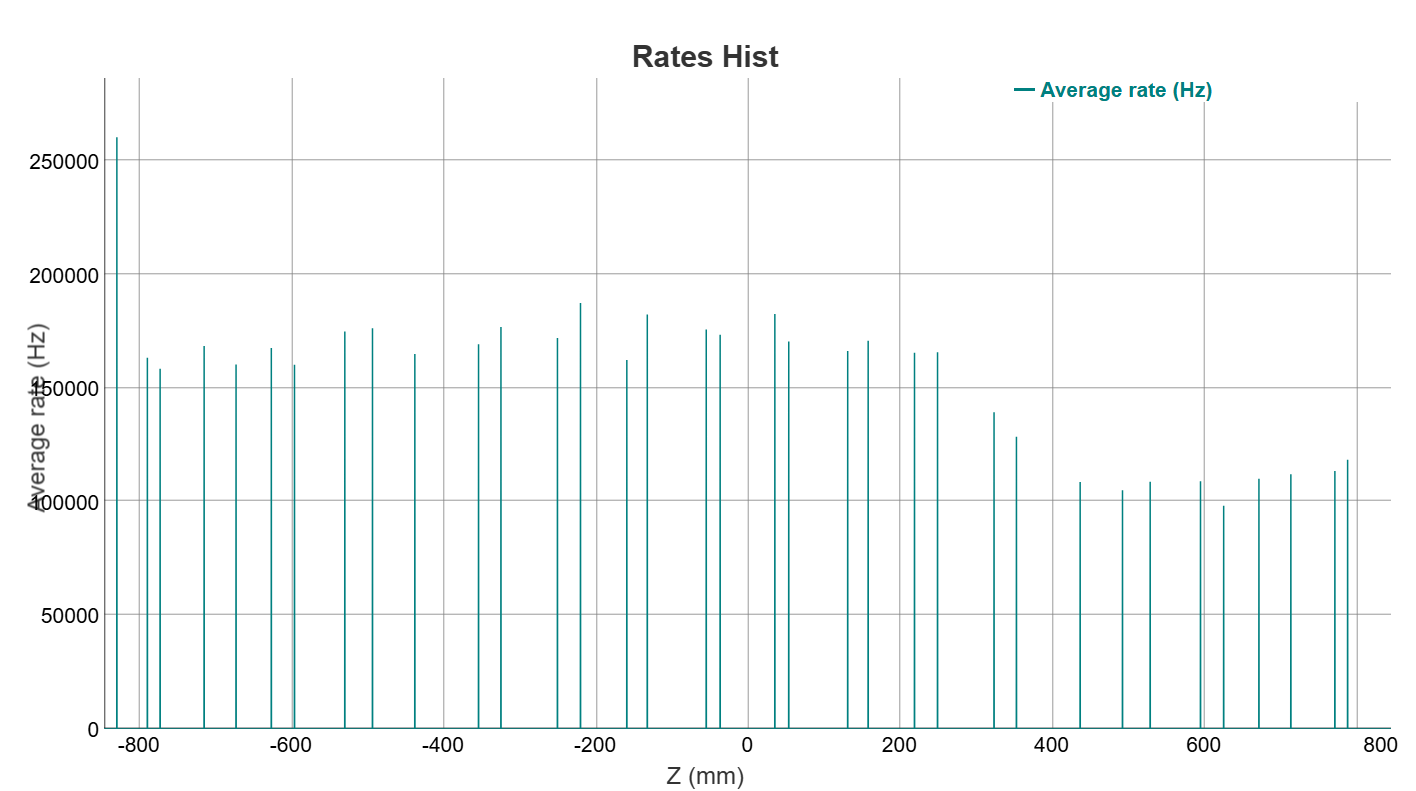 Rates Hist
Average rate (Hz)
250000
200000
150000
100000
50000
0
Average rate (Hz)
-800 -600 -400 -200 0 200 400 600 800
Z (mm)